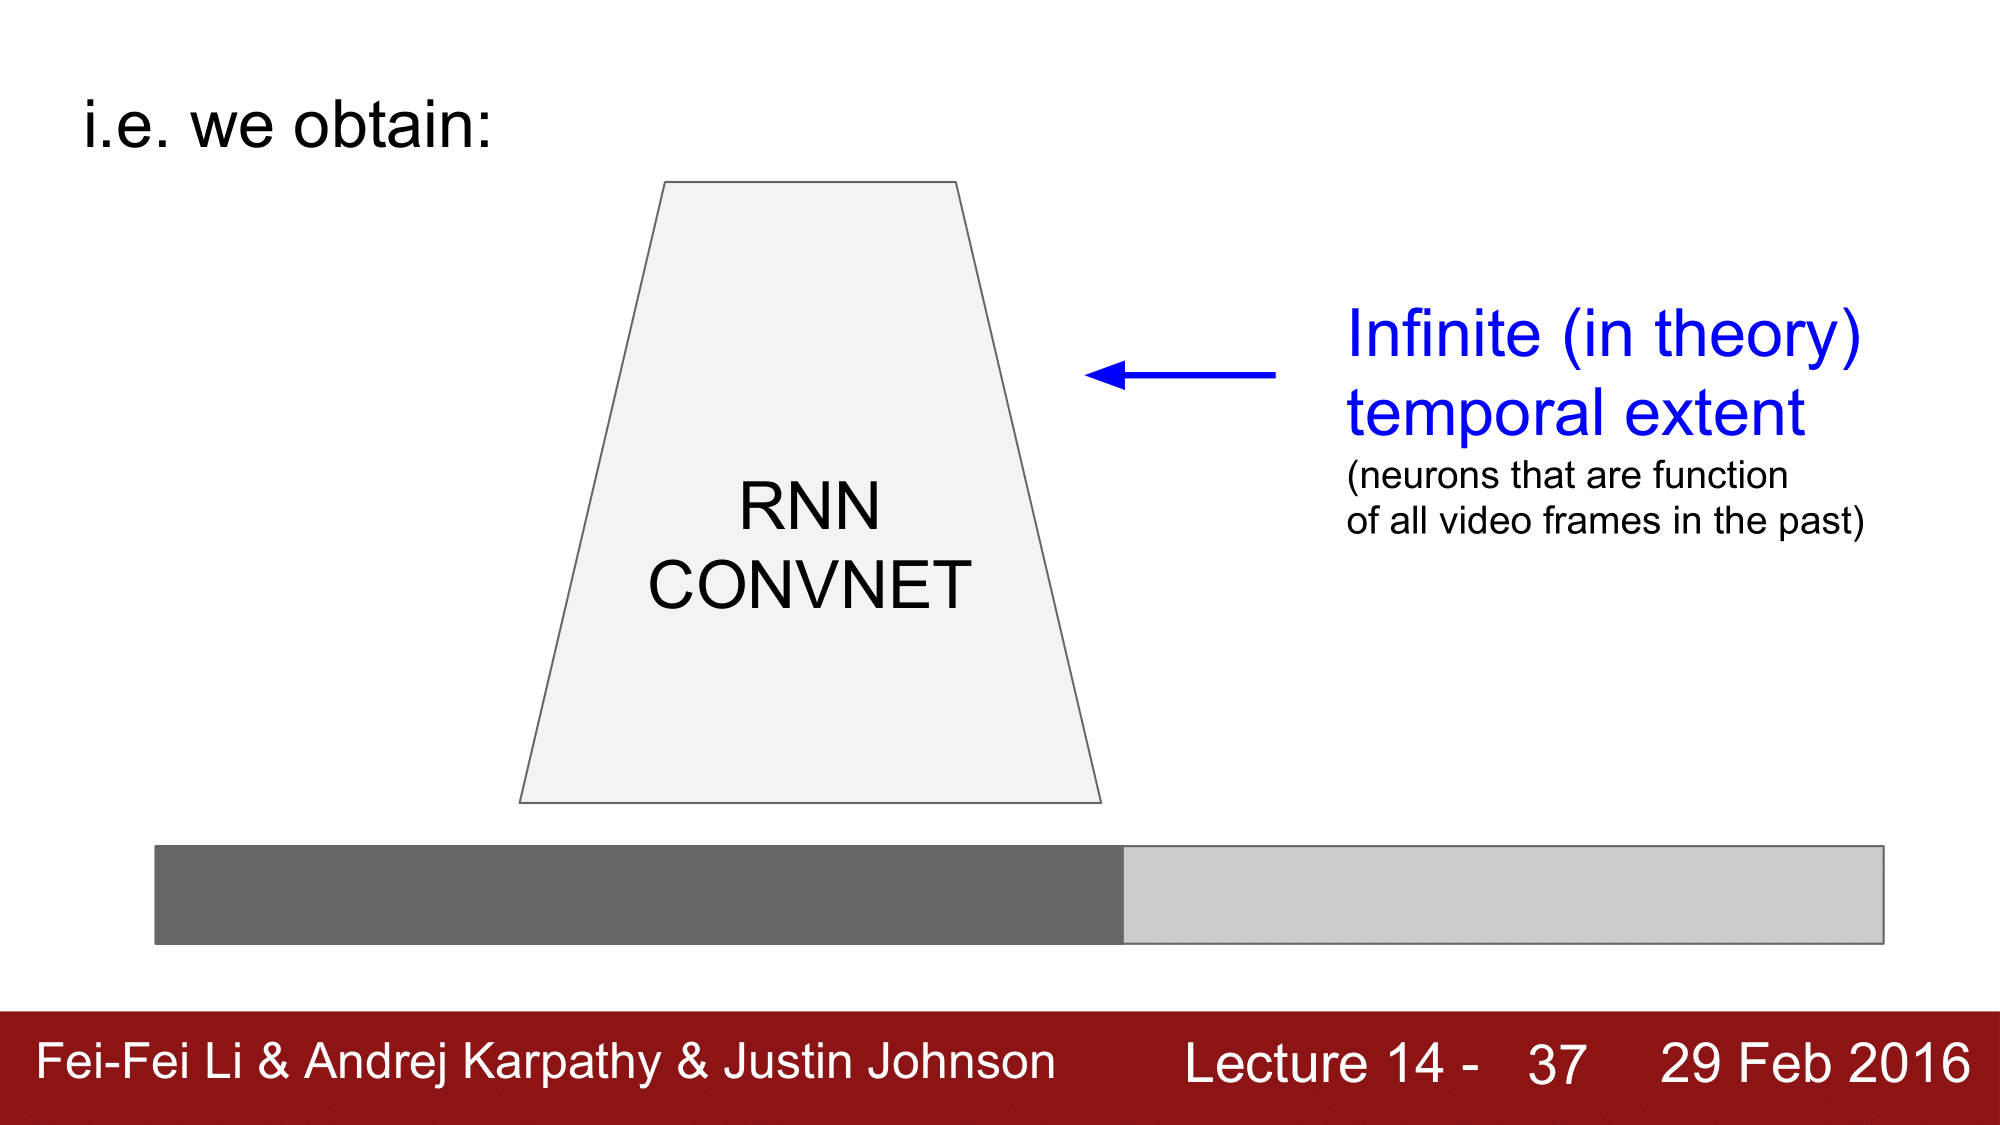 i.e. we obtain:
RNN
CONVNET
Infinite (in theory)
temporal extent
(neurons that are function
of all video frames in the past)
Fei-Fei Li & Andrej Karpathy & Justin Johnson
Lecture 14 - 37
29 Feb 2016